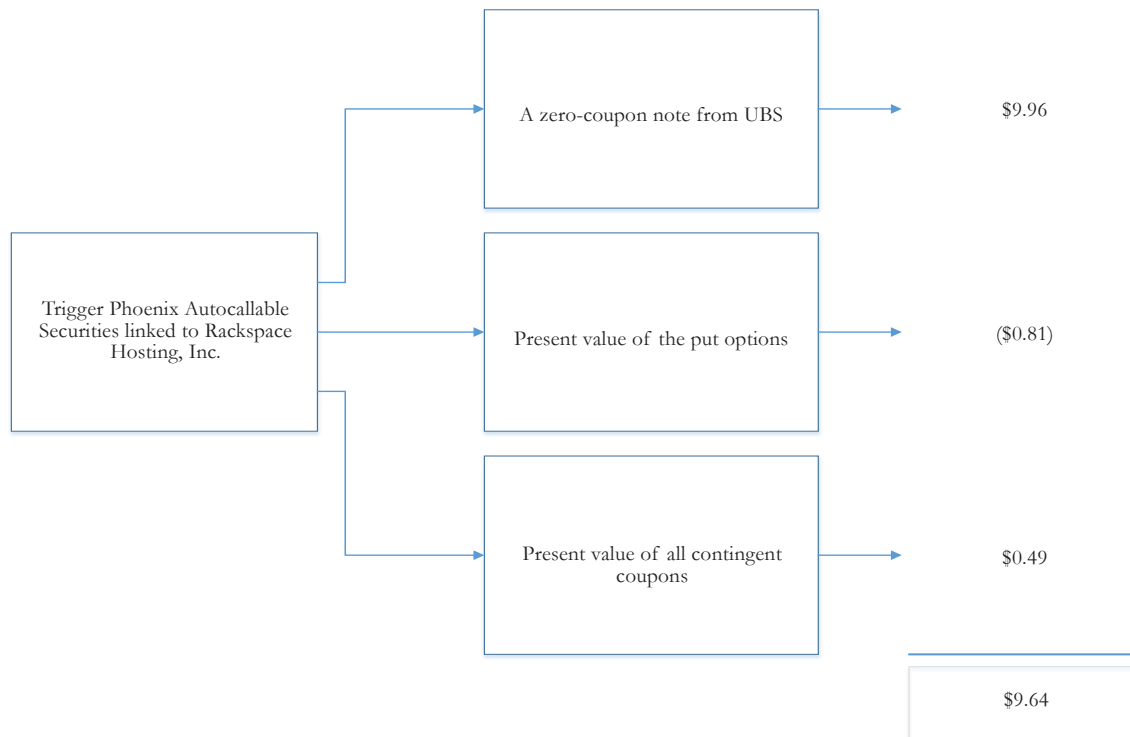 A zero-coupon note from UBS
$9.96
Trigger Phoenix Autocallable
Securities linked to Rackspace
Hosting, Inc.
Present value of the put options
($0.81)
Present value of all contingent
coupons
$0.49
$9.64